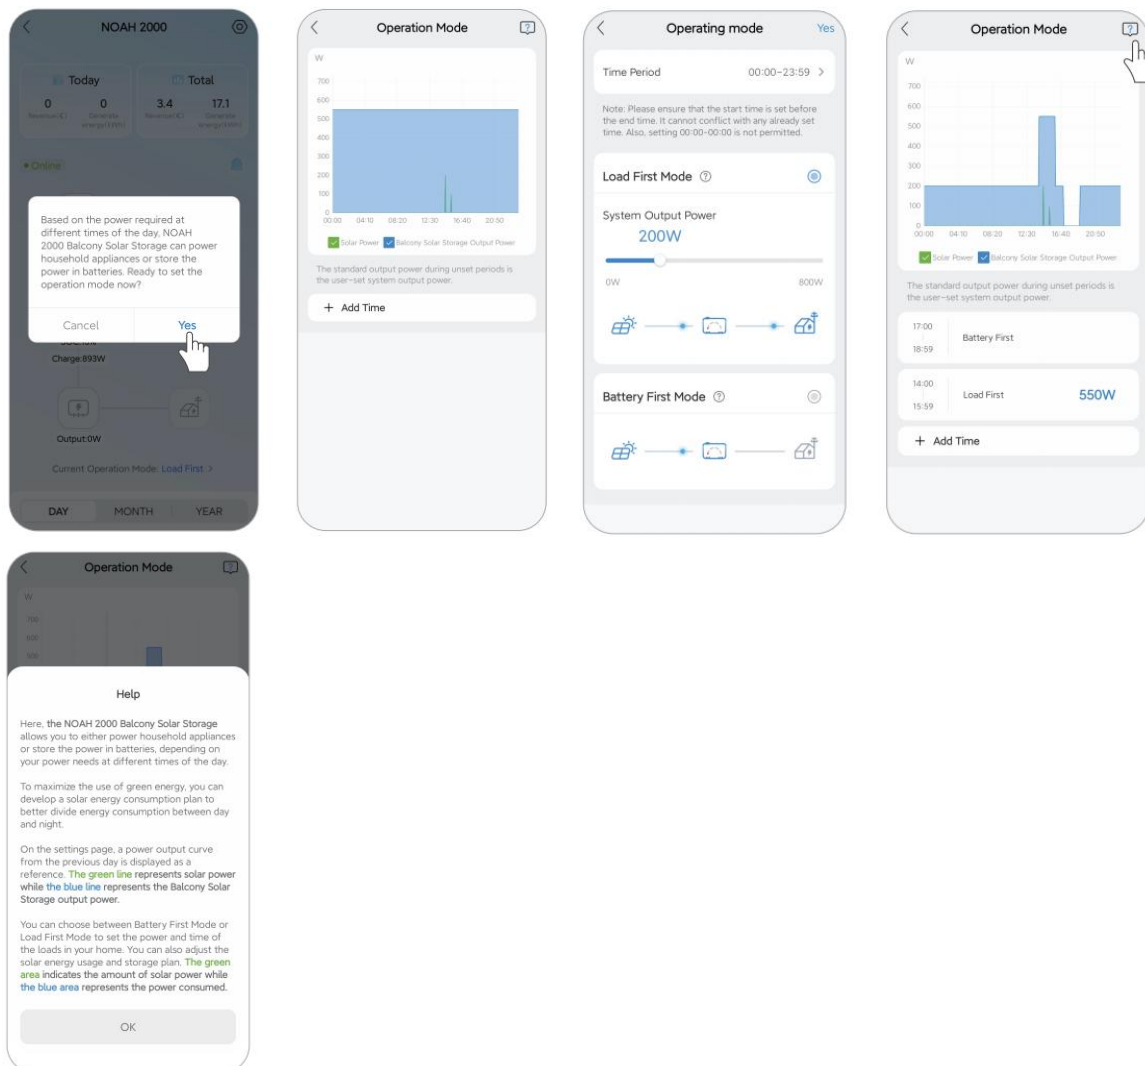 NOAH 2000
Today
Total
0
0
3.4
17.1
Revenue(€)
Generate energy(kWh)
Revenue(€)
Generate energy(kWh)
Online
Based on the power required at
different times of the day, NOAH
2000 Balcony Solar Storage can power
household appliances or store the
power in batteries. Ready to set the
operation mode now?
Cancel
Yes
Charge:893W
Output:0W
Current Operation Mode: Load First >
DAY
MONTH
YEAR
Operation Mode
W
700
600
500
400
300
200
100
0
00:00 04:10 08:20 12:30 16:40 20:50
Solar Power Balcony Solar Storage Output Power
The standard output power during unset periods is
the user-set system output power.
+ Add Time
Operating mode
Yes
Time Period
00:00-23:59 >
Note: Please ensure that the start time is set before
the end time. It cannot conflict with any already set
time. Also, setting 00:00-00:00 is not permitted.
Load First Mode ?
System Output Power
200W
0W
800W
Battery First Mode ?
Operation Mode
W
700
600
500
400
300
200
100
0
00:00 04:10 08:20 12:30 16:40 20:50
Solar Power Balcony Solar Storage Output Power
The standard output power during unset periods is
the user-set system output power.
17:00
18:59
Battery First
14:00
15:59
Load First
550W
+ Add Time
Operation Mode
W
700
600
500
Help
Here, the NOAH 2000 Balcony Solar Storage
allows you to either power household appliances
or store the power in batteries, depending on
your power needs at different times of the day.
To maximize the use of green energy, you can
develop a solar energy consumption plan to
better divide energy consumption between day
and night.
On the settings page, a power output curve
from the previous day is displayed as a
reference. The green line represents solar power
while the blue line represents the Balcony Solar
Storage output power.
You can choose between Battery First Mode or
Load First Mode to set the power and time of
the loads in your home. You can also adjust the
solar energy usage and storage plan. The green
area indicates the amount of solar power while
the blue area represents the power consumed.
OK